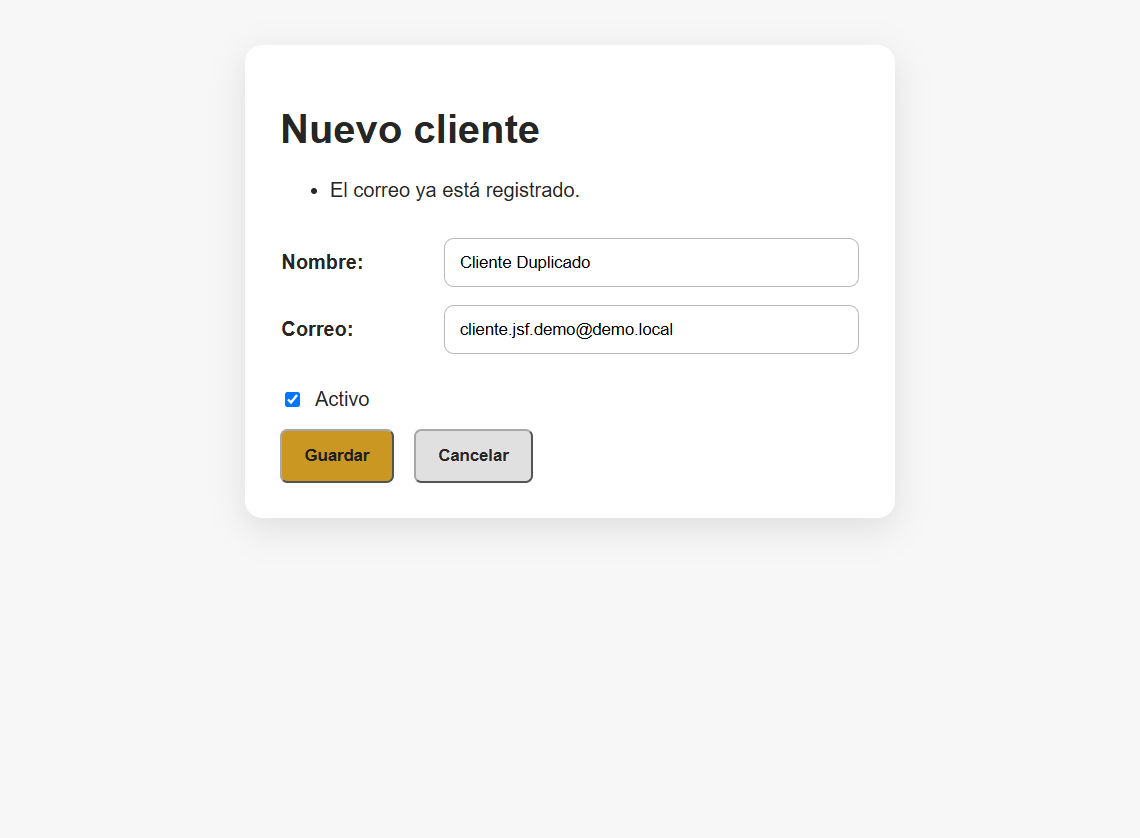 Nuevo cliente
• El correo ya está registrado.
Nombre: Cliente Duplicado
Correo: cliente.jsf.demo@demo.local
Activo
Guardar Cancelar